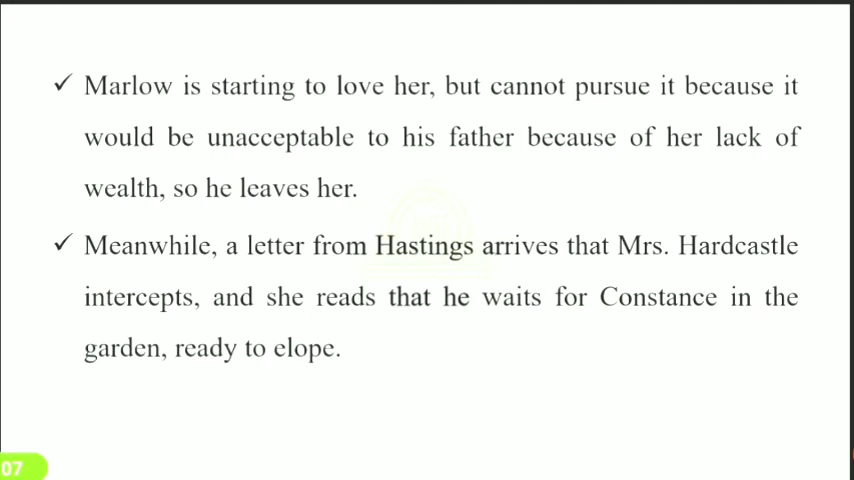 ✓ Marlow is starting to love her, but cannot pursue it because it
would be unacceptable to his father because of her lack of
wealth, so he leaves her.
✓ Meanwhile, a letter from Hastings arrives that Mrs. Hardcastle
intercepts, and she reads that he waits for Constance in the
garden, ready to elope.
07